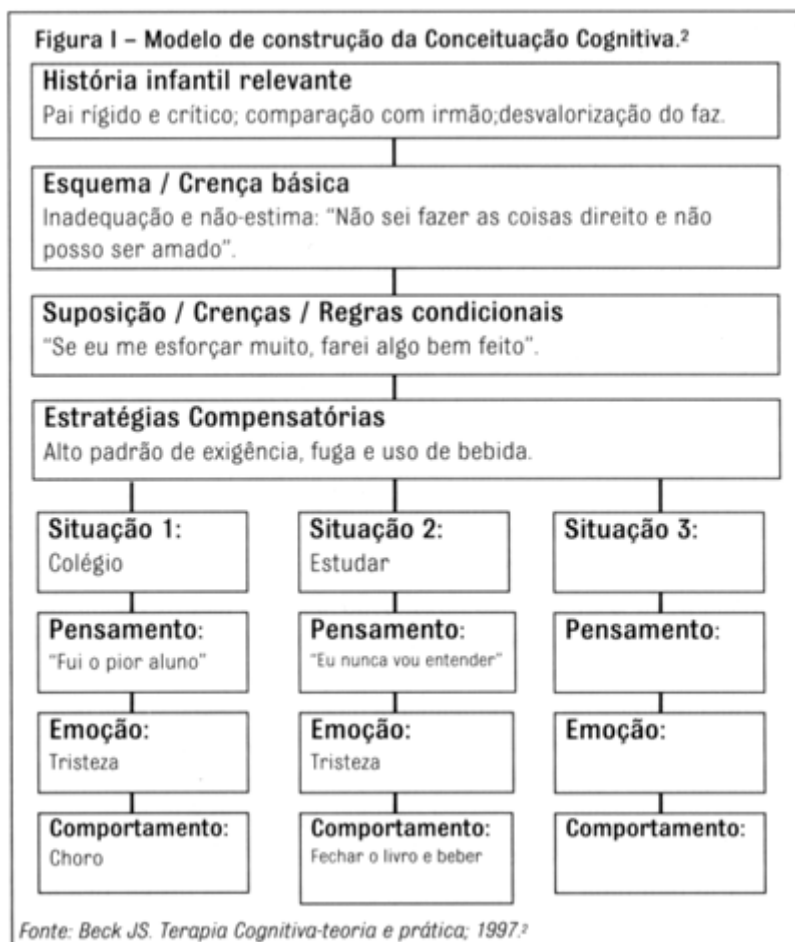 Figura I – Modelo de construção da Conceituação Cognitiva.²
História infantil relevante
Pai rígido e crítico; comparação com irmão;desvalorização do faz.
Esquema / Crença básica
Inadequação e não-estima: “Não sei fazer as coisas direito e não
posso ser amado”.
Suposição / Crenças / Regras condicionais
“Se eu me esforçar muito, farei algo bem feito”.
Estratégias Compensatórias
Alto padrão de exigência, fuga e uso de bebida.
Situação 1:
Colégio
Pensamento:
“Fui o pior aluno”
Emoção:
Tristeza
Comportamento:
Choro
Situação 2:
Estudar
Pensamento:
“Eu nunca vou entender”
Emoção:
Tristeza
Comportamento:
Fechar o livro e beber
Situação 3:
Pensamento:
Emoção:
Comportamento:
Fonte: Beck JS. Terapia Cognitiva-teoria e prática; 1997.²